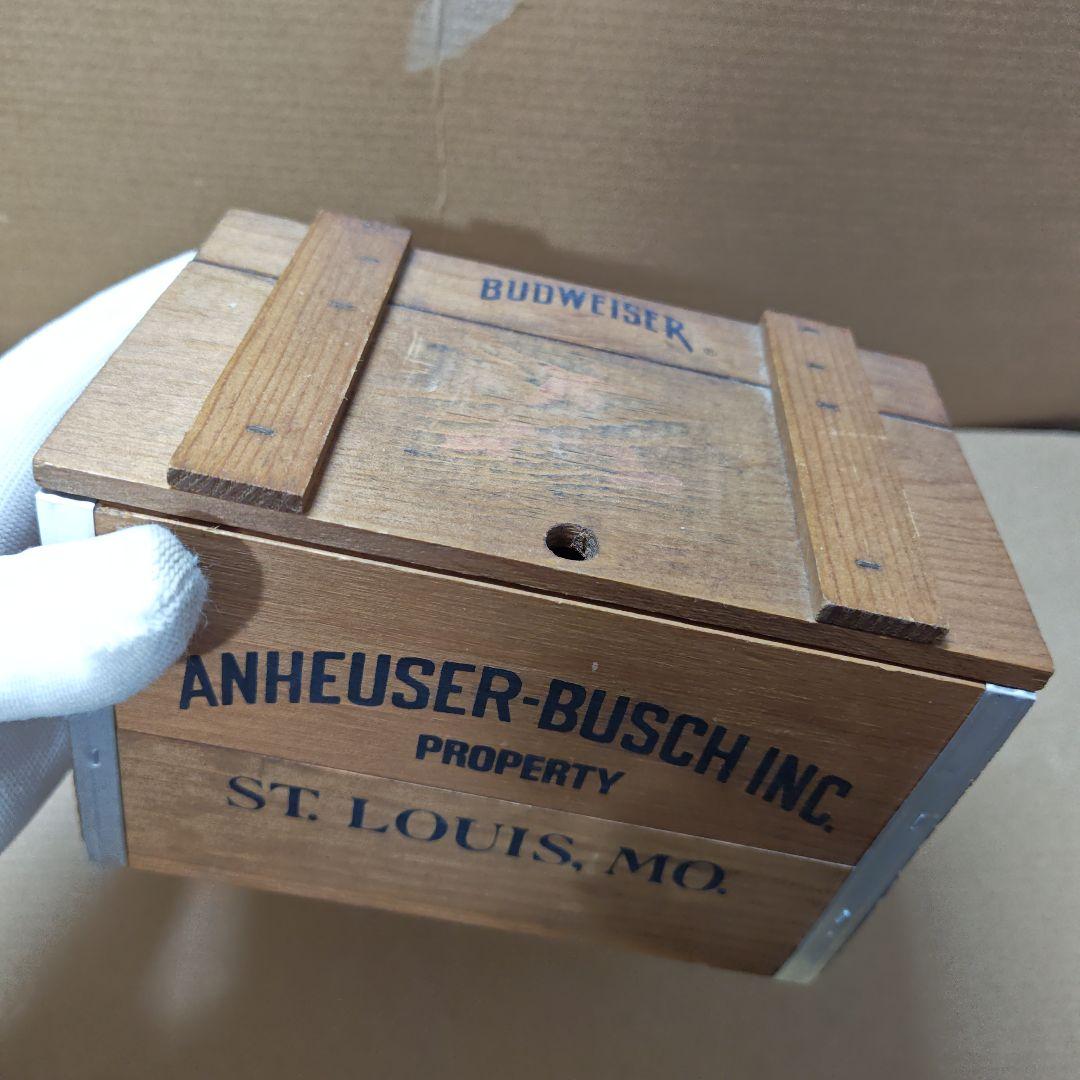 BUDWEISER®
ANHEUSER-BUSCH INC.
PROPERTY
ST. LOUIS, MO.